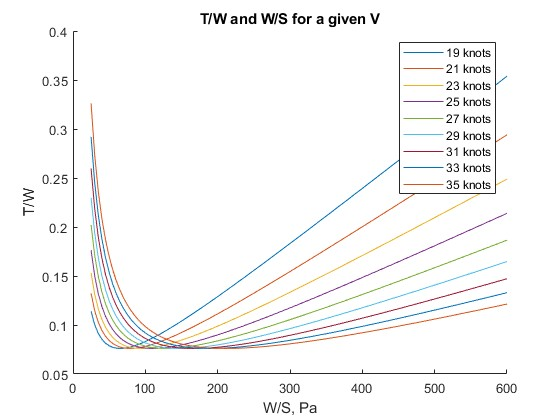 T/W and W/S for a given V
0.4
0.35
0.3
0.25
0.2
0.15
0.1
0.05
T/W
19 knots
21 knots
23 knots
25 knots
27 knots
29 knots
31 knots
33 knots
35 knots
0
100
200
300
400
500
600
W/S, Pa